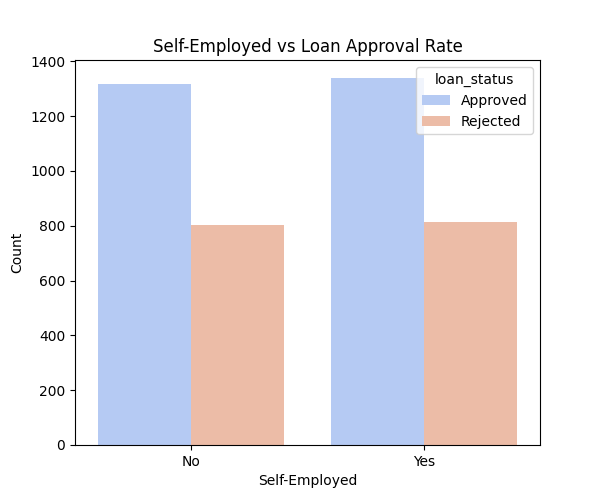 Self-Employed vs Loan Approval Rate
loan_status
Approved
Rejected
1400
1200
1000
800
600
400
200
0
Count
No
Yes
Self-Employed